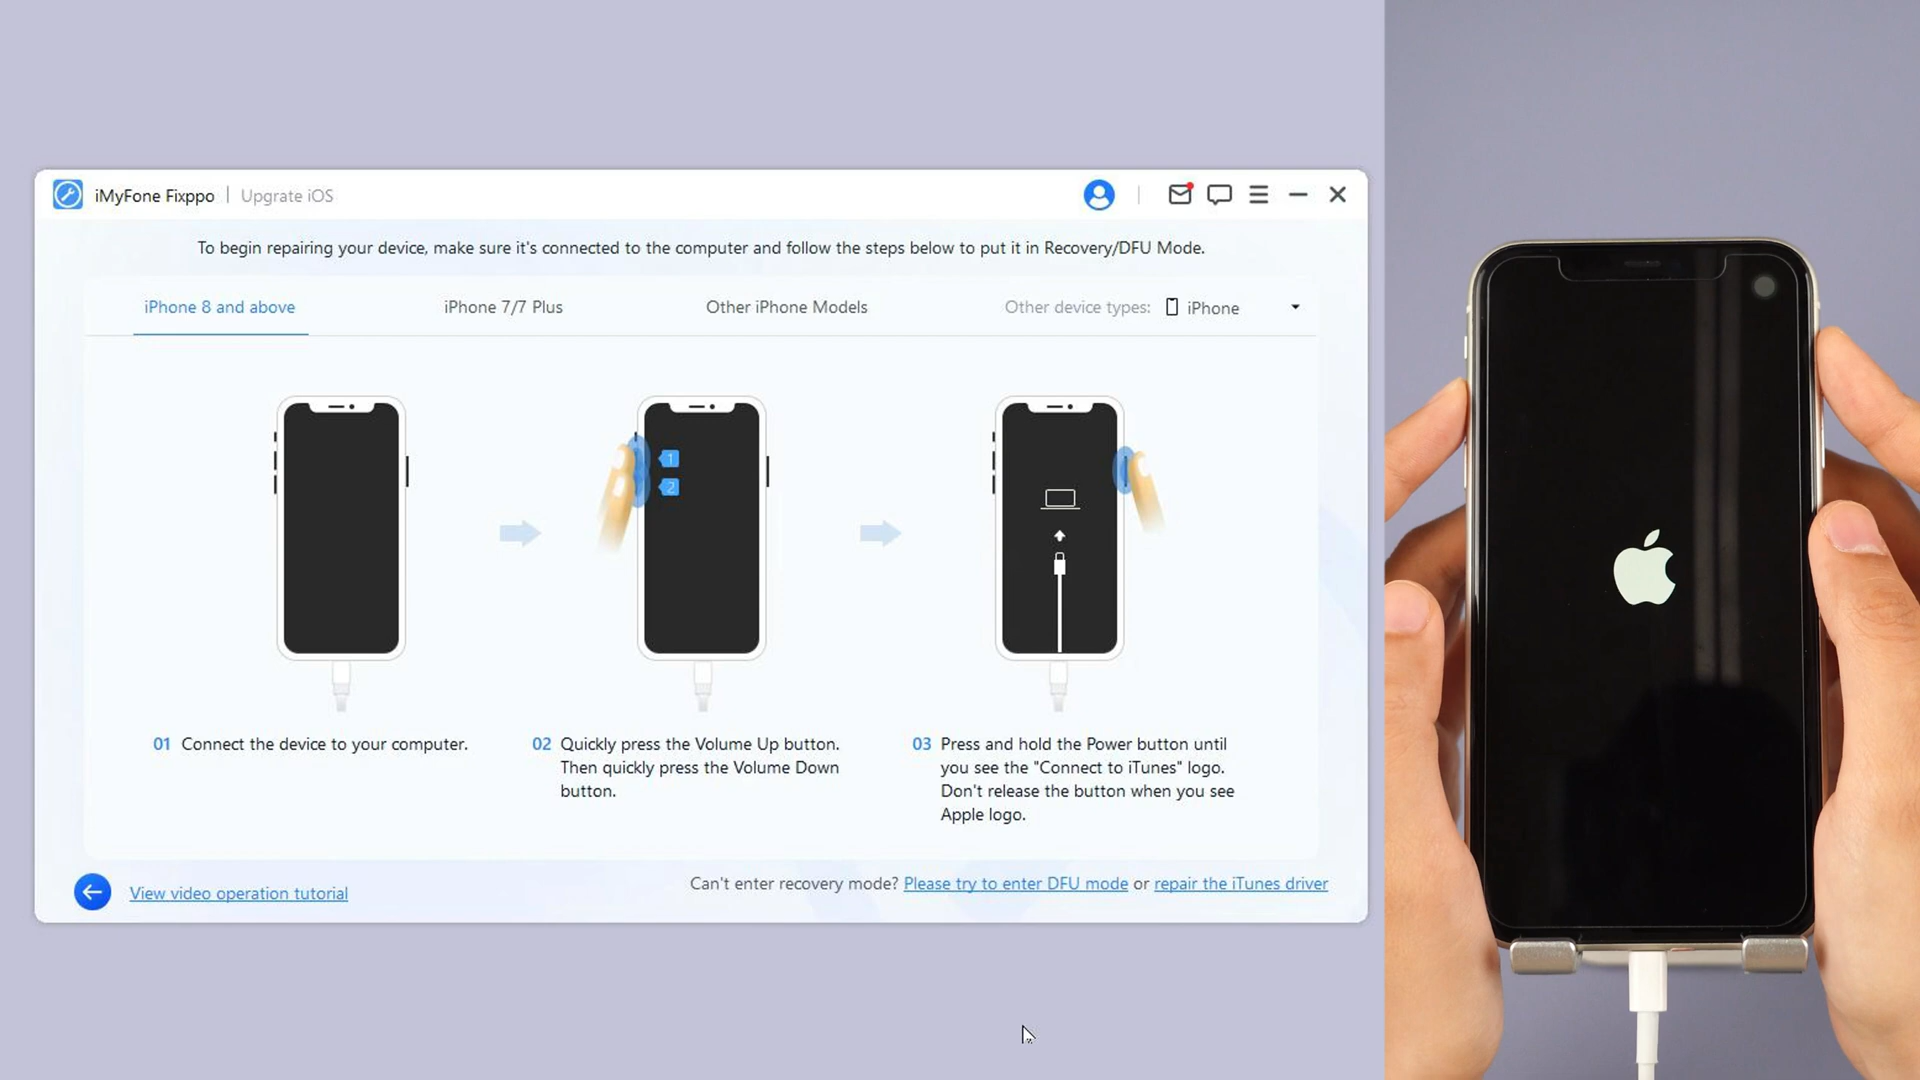 iMyFone Fixppo | Upgrate iOS
To begin repairing your device, make sure it's connected to the computer and follow the steps below to put it in Recovery/DFU Mode.
iPhone 8 and above
iPhone 7/7 Plus
Other iPhone Models
Other device types: iPhone
1
2
01 Connect the device to your computer.
02 Quickly press the Volume Up button.
Then quickly press the Volume Down
button.
03 Press and hold the Power button until
you see the "Connect to iTunes" logo.
Don't release the button when you see
Apple logo.
View video operation tutorial
Can't enter recovery mode? Please try to enter DFU mode or repair the iTunes driver